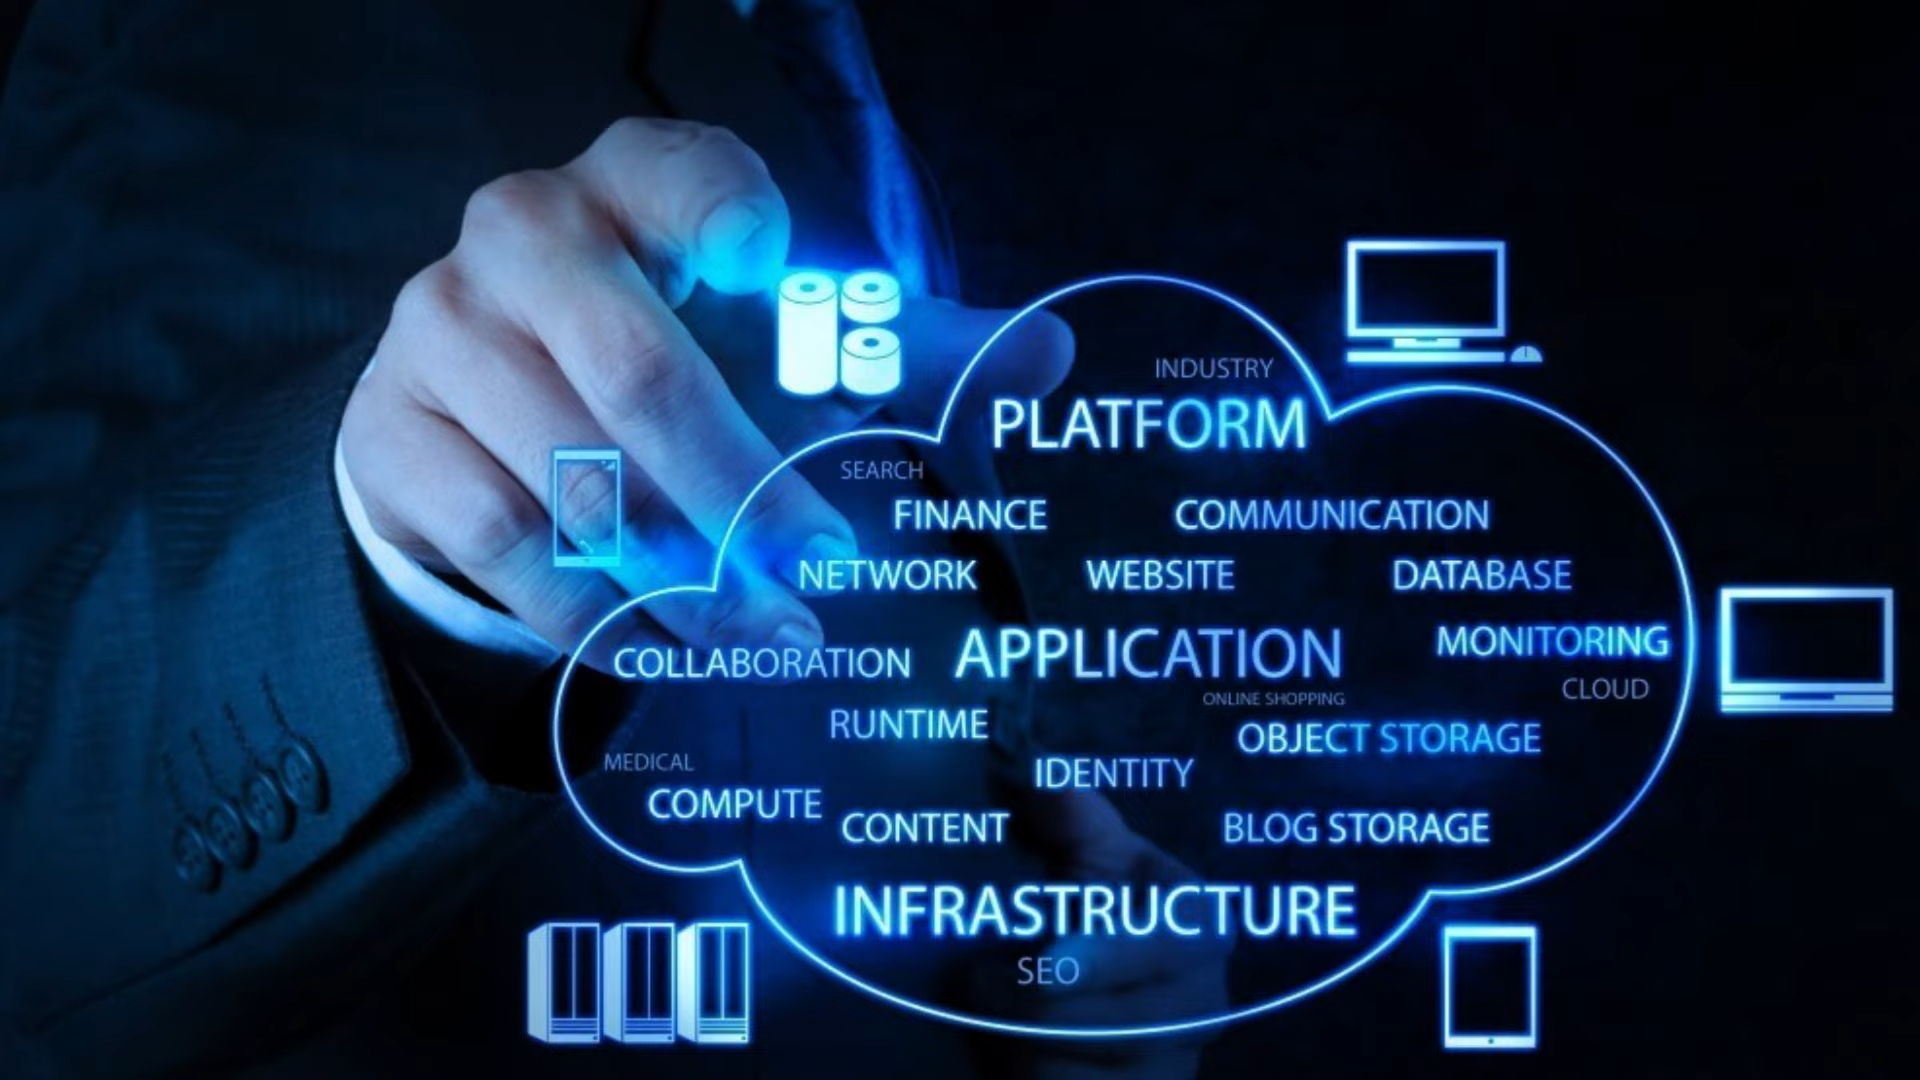 INDUSTRY
PLATFORM
SEARCH
FINANCE
COMMUNICATION
NETWORK
WEBSITE
DATABASE
COLLABORATION
APPLICATION
MONITORING
ONLINE SHOPPING
CLOUD
RUNTIME
OBJECT STORAGE
MEDICAL
IDENTITY
COMPUTE
CONTENT
BLOG STORAGE
INFRASTRUCTURE
SEO